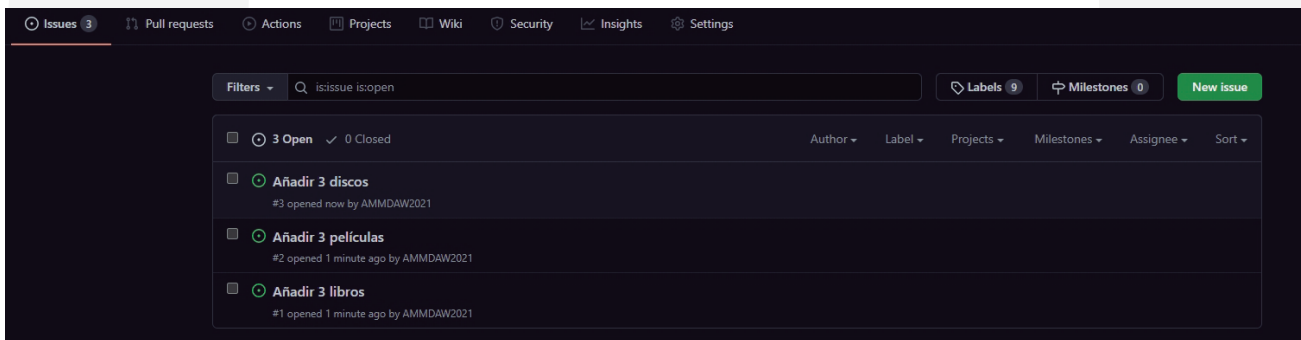 Issues 3 Pull requests Actions Projects Wiki Security Insights Settings
Filters is:issue is:open Labels 9 Milestones 0 New issue
3 Open 0 Closed Author Label Projects Milestones Assignee Sort
Añadir 3 discos
#3 opened now by AMMDAW2021
Añadir 3 películas
#2 opened 1 minute ago by AMMDAW2021
Añadir 3 libros
#1 opened 1 minute ago by AMMDAW2021